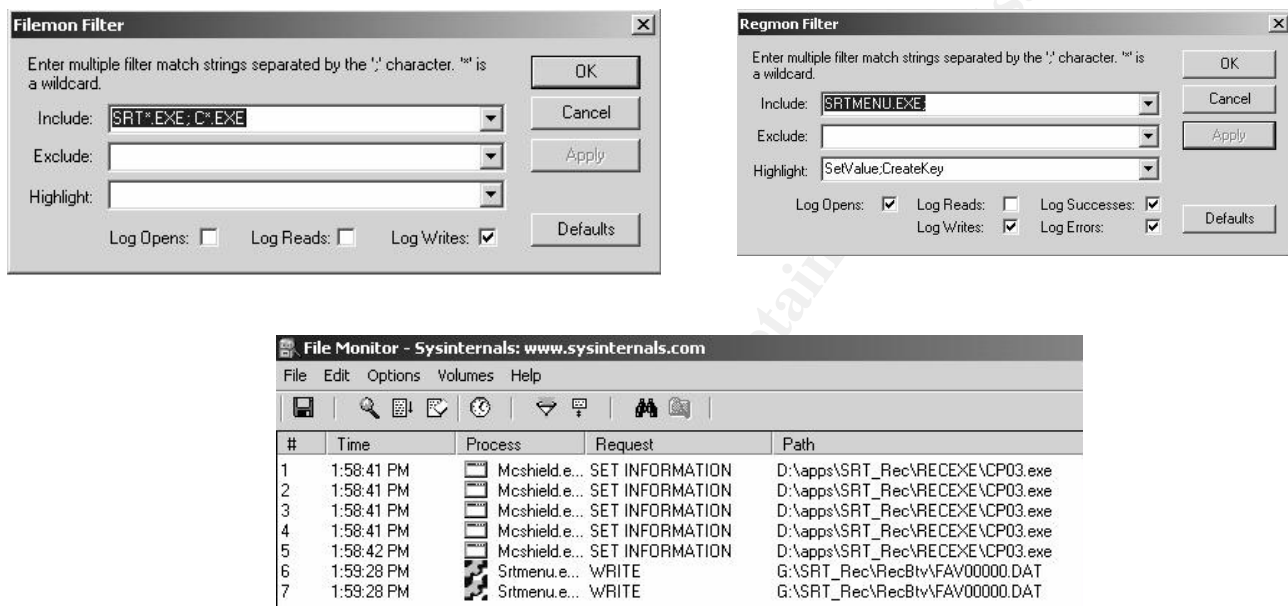 Filemon Filter
Enter multiple filter match strings separated by the ';' character. '*' is
a wildcard.
Include: SRT*.EXE; C*.EXE
Exclude:
Highlight:
Log Opens: Log Reads: Log Writes:
OK
Cancel
Apply
Defaults
Regmon Filter
Enter multiple filter match strings separated by the ';' character. '*' is
a wildcard.
Include: SRTMENU.EXE;
Exclude:
Highlight: SetValue;CreateKey
Log Opens: Log Reads: Log Successes:
Log Writes: Log Errors:
OK
Cancel
Apply
Defaults
File Monitor - Sysinternals: www.sysinternals.com
File Edit Options Volumes Help
# Time Process Request Path
1 1:58:41 PM Mcshield.e... SET INFORMATION D:\apps\SRT_Rec\RECEXE\CP03.exe
2 1:58:41 PM Mcshield.e... SET INFORMATION D:\apps\SRT_Rec\RECEXE\CP03.exe
3 1:58:41 PM Mcshield.e... SET INFORMATION D:\apps\SRT_Rec\RECEXE\CP03.exe
4 1:58:41 PM Mcshield.e... SET INFORMATION D:\apps\SRT_Rec\RECEXE\CP03.exe
5 1:58:42 PM Mcshield.e... SET INFORMATION D:\apps\SRT_Rec\RECEXE\CP03.exe
6 1:59:28 PM Srtmenu.e... WRITE G:\SRT_Rec\RecBtv\FAV00000.DAT
7 1:59:28 PM Srtmenu.e... WRITE G:\SRT_Rec\RecBtv\FAV00000.DAT